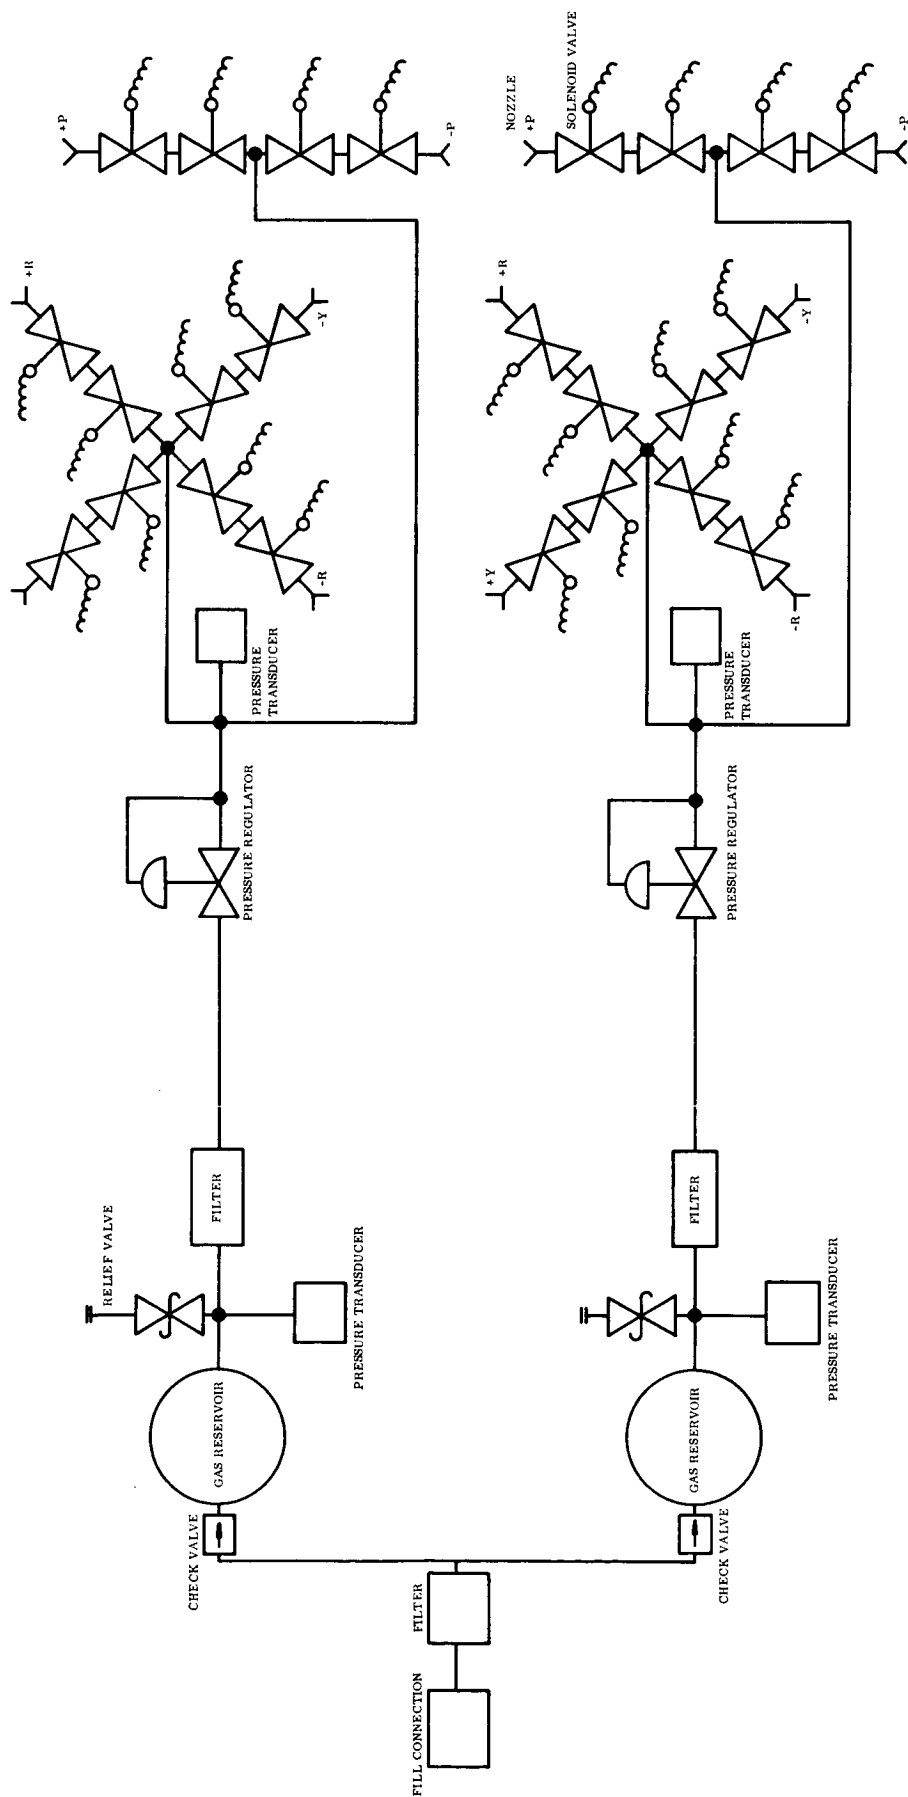 FILL CONNECTION
FILTER
CHECK VALVE
GAS RESERVOIR
RELIEF VALVE
PRESSURE TRANSDUCER
FILTER
PRESSURE REGULATOR
PRESSURE
TRANSDUCER
-R
+R
-Y
+P
-P
CHECK VALVE
GAS RESERVOIR
PRESSURE TRANSDUCER
FILTER
PRESSURE REGULATOR
PRESSURE
TRANSDUCER
+Y
-R
+R
-Y
NOZZLE
+P
SOLENOID VALVE
-P